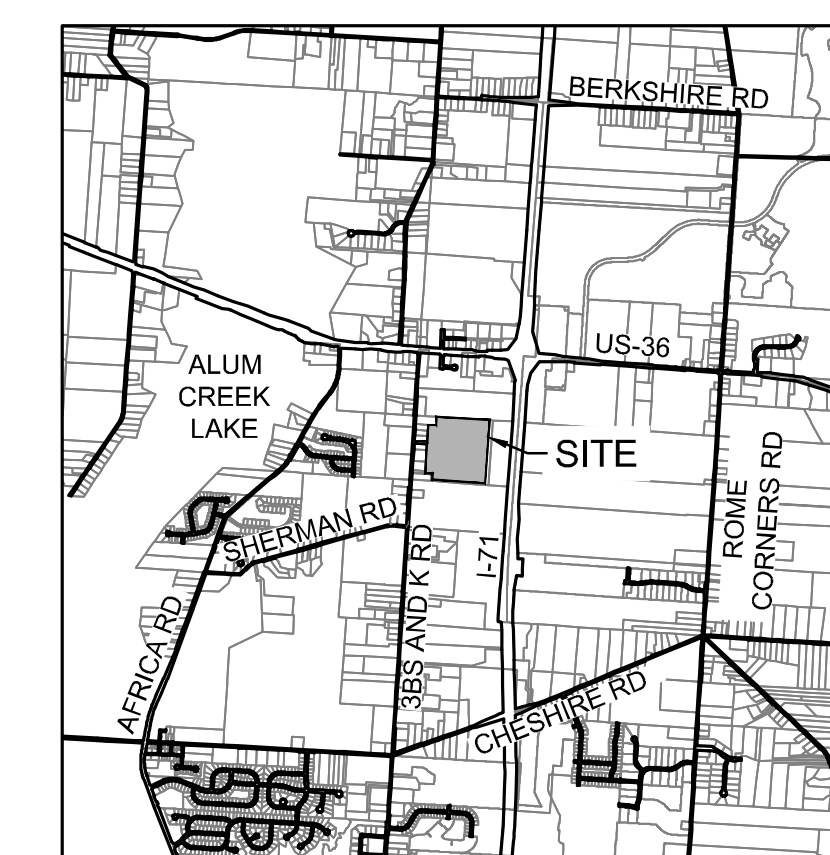 BERKSHIRE RD
US-36
ALUM
CREEK
LAKE
SITE
ROME
CORNERS RD
SHERMAN RD
I-71
3BS AND K RD
AFRICA RD
CHESHIRE RD